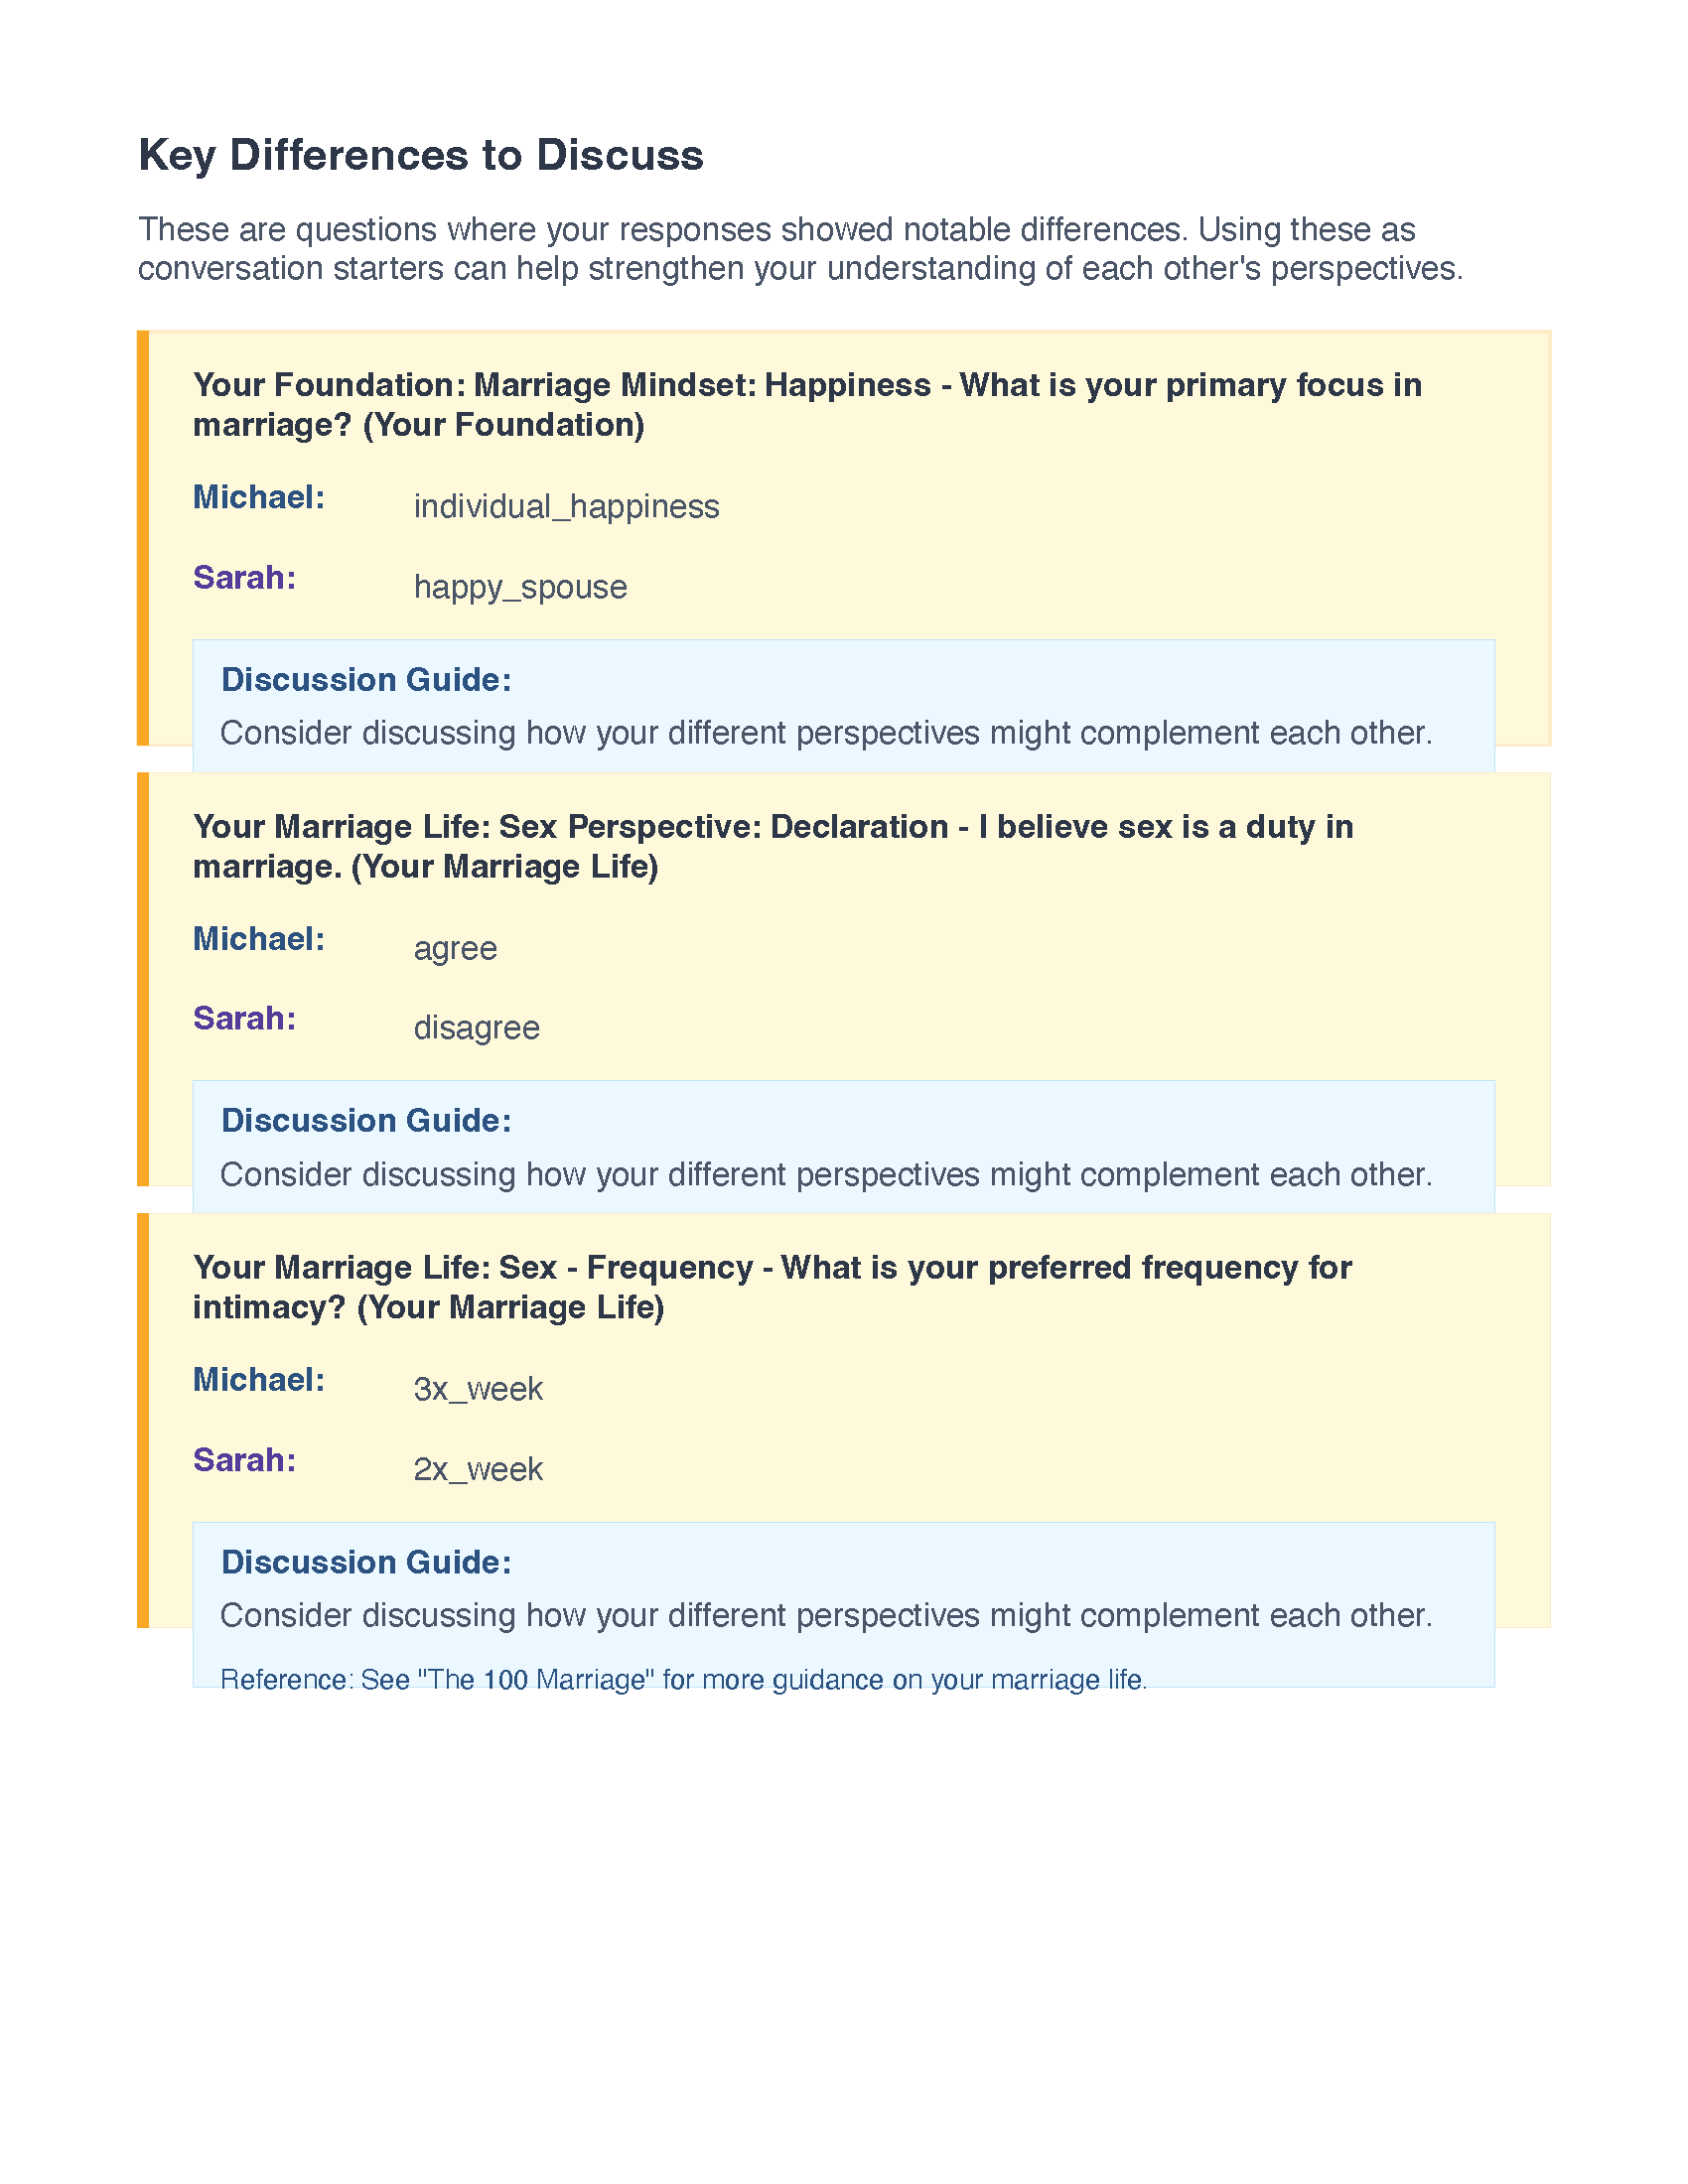 Key Differences to Discuss
These are questions where your responses showed notable differences. Using these as
conversation starters can help strengthen your understanding of each other's perspectives.
Your Foundation: Marriage Mindset: Happiness - What is your primary focus in
marriage? (Your Foundation)
Michael: individual_happiness
Sarah: happy_spouse
Discussion Guide:
Consider discussing how your different perspectives might complement each other.
Your Marriage Life: Sex Perspective: Declaration - I believe sex is a duty in
marriage. (Your Marriage Life)
Michael: agree
Sarah: disagree
Discussion Guide:
Consider discussing how your different perspectives might complement each other.
Your Marriage Life: Sex - Frequency - What is your preferred frequency for
intimacy? (Your Marriage Life)
Michael: 3x_week
Sarah: 2x_week
Discussion Guide:
Consider discussing how your different perspectives might complement each other.
Reference: See "The 100 Marriage" for more guidance on your marriage life.